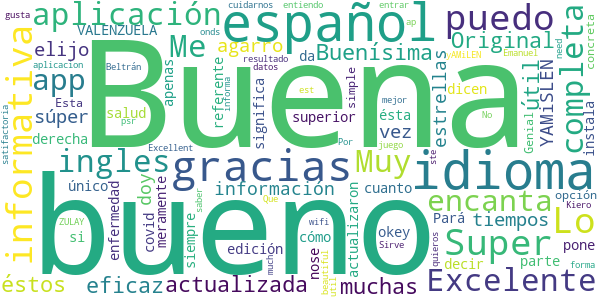 gusta
aplicación
VALENZUELA
cuidarnos
entiendo
español
entrar
ap
puedo
Original
concreta
elijo
Me
onds
agarro
Buenísima
completa
aplicacion
resultado
datos
Emanuel
need
informativa
app
Beltrán
apenas
Buena
da
referente
informa
significa
simple
estrellas
útil
YAMISLEN
AILLEN
dicen
instala
Esta
salud
psr
súper
est
superior
mejor
ésta
vez
No
Genial
satisfactoria
derecha
Excellent
Por
juego
ste
ingles
gracias
Muy
idioma
único
enfermedad
covid
meramente
doy
información
cuanto
encanta
opción
Kiero
bueno
saber
Que
Pará
tiempos
Lo
pone
ZULAY
si
siempre
edición
cómo
wifi
okey
actualizaron
quieros
decir
Super
parte
forma
éstos
eficaz
actualizada
mucho
nose
beautiful
util
Sirve
muchas
Excelente